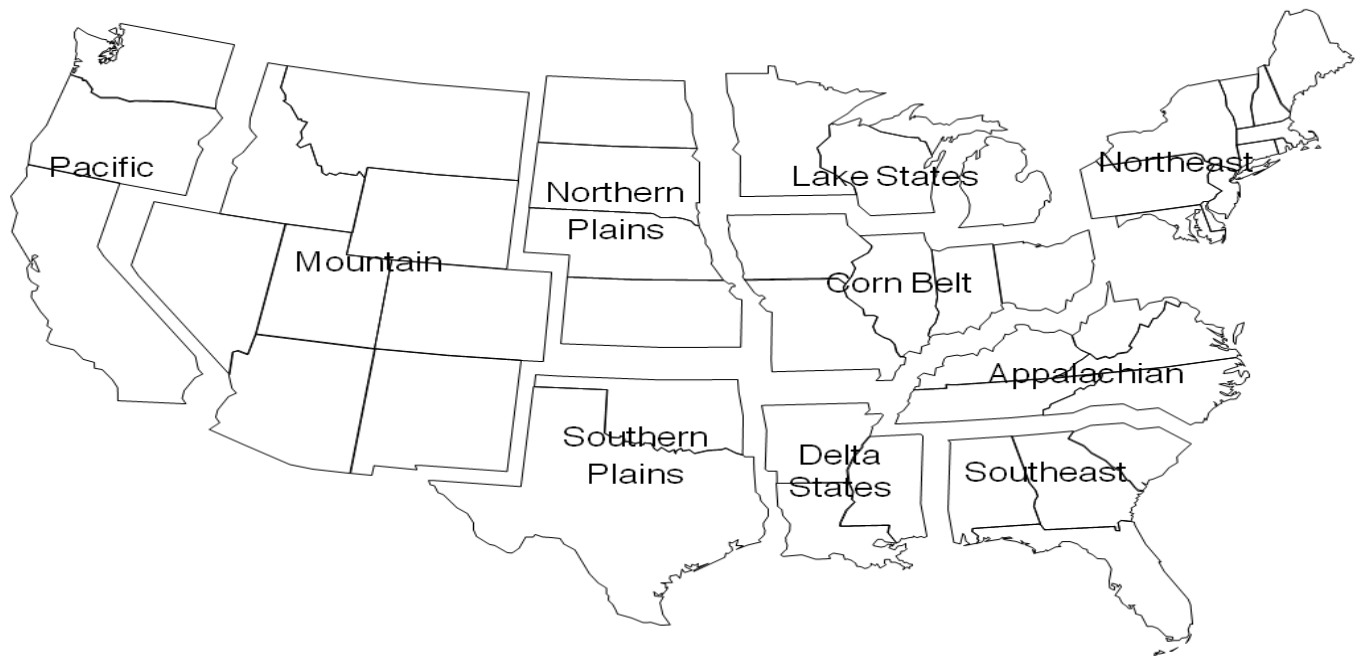 Pacific
Mountain
Northern
Plains
Southern
Plains
Lake States
Corn Belt
Delta
States
Northeast
Appalachian
Southeast